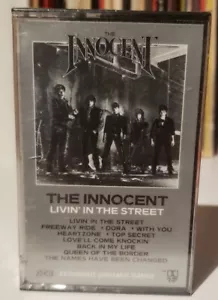 THE
INNOCENT
THE INNOCENT
LIVIN' IN THE STREET
LIVIN IN THE STREET
FREEWAY RIDE • DORA • WITH YOU
HEARTZONE • TOP SECRET
LOVE'LL COME KNOCKIN
BACK IN MY LIFE
QUEEN OF THE BORDER
THE NAMES HAVE BEEN CHANGED